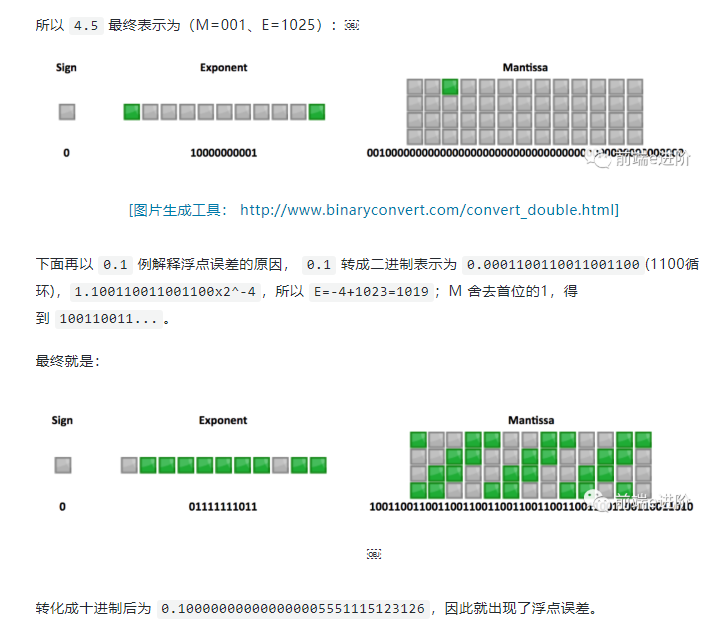 所以 4.5 最终表示为（M=001、E=1025）：
Sign Exponent Mantissa
0 10000000001
前端e进阶
[图片生成工具： http://www.binaryconvert.com/convert_double.html]
下面再以 0.1 例解释浮点误差的原因， 0.1 转成二进制表示为 0.0001100110011001100 (1100循
环)， 1.100110011001100x2^-4 ，所以 E=-4+1023=1019 ；M 舍去首位的1，得
到 100110011... 。
最终就是：
Sign Exponent Mantissa
0 01111111011
前端e进阶
转化成十进制后为 0.100000000000000005551115123126 ，因此就出现了浮点误差。